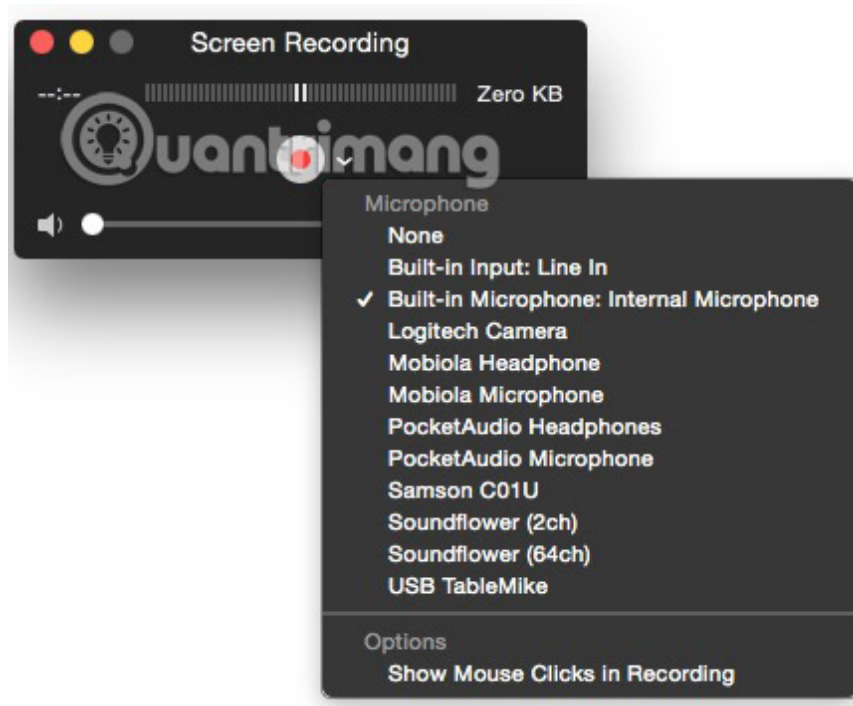 Screen Recording
--:-- Zero KB
Quantrimang
Microphone
None
Built-in Input: Line In
✓ Built-in Microphone: Internal Microphone
Logitech Camera
Mobiola Headphone
Mobiola Microphone
PocketAudio Headphones
PocketAudio Microphone
Samson C01U
Soundflower (2ch)
Soundflower (64ch)
USB TableMike
Options
Show Mouse Clicks in Recording